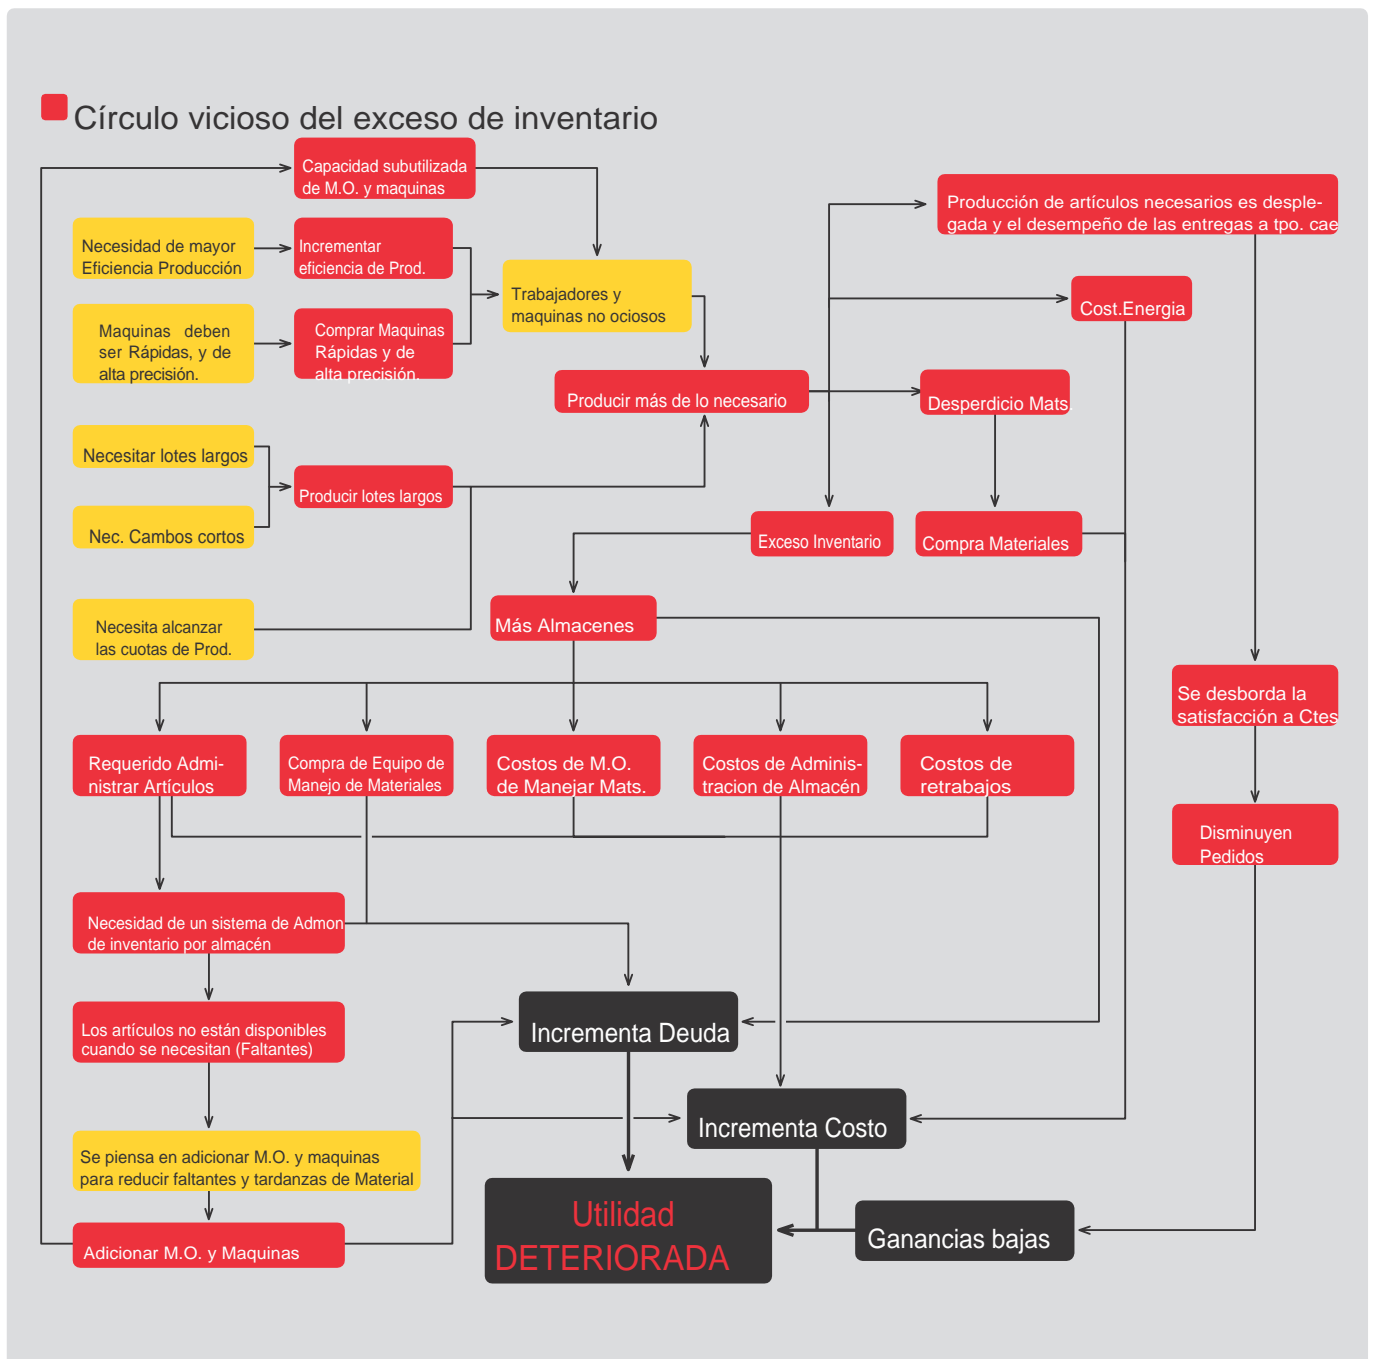 Círculo vicioso del exceso de inventario
Capacidad subutilizada
de M.O. y maquinas
Producción de artículos necesarios es desple-
gada y el desempeño de las entregas a tpo. cae
Necesidad de mayor
Eficiencia Producción
Incrementar
eficiencia de Prod.
Trabajadores y
maquinas no ociosos
Cost.Energia
Maquinas deben
ser Rápidas, y de
alta precisión.
Comprar Maquinas
Rápidas y de
alta precisión.
Producir más de lo necesario
Desperdicio Mats.
Necesitar lotes largos
Producir lotes largos
Nec. Cambos cortos
Exceso Inventario
Compra Materiales
Necesita alcanzar
las cuotas de Prod.
Más Almacenes
Se desborda la
satisfacción a Ctes
Requerido Admi-
nistrar Artículos
Compra de Equipo de
Manejo de Materiales
Costos de M.O.
de Manejar Mats.
Costos de Adminis-
tracion de Almacén
Costos de
retrabajos
Disminuyen
Pedidos
Necesidad de un sistema de Admon
de inventario por almacén
Los artículos no están disponibles
cuando se necesitan (Faltantes)
Incrementa Deuda
Incrementa Costo
Se piensa en adicionar M.O. y maquinas
para reducir faltantes y tardanzas de Material
Utilidad
DETERIORADA
Ganancias bajas
Adicionar M.O. y Maquinas